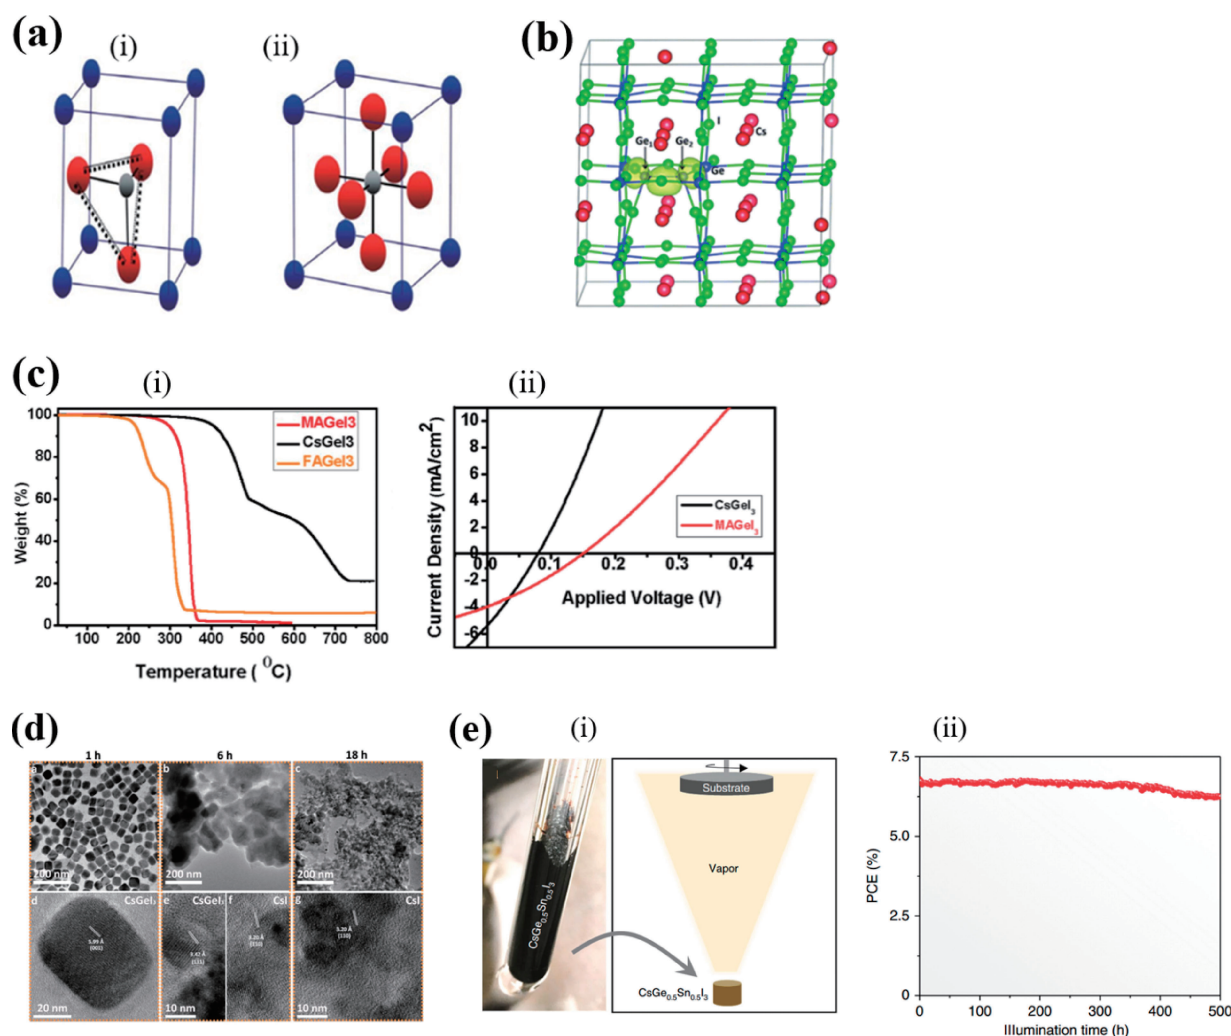 (a)
(i)
(ii)
(b)
I
Cs
Ge1
Ge2
Ge
(c)
(i)
100
80
60
40
20
0
Weight (%)
MAGeI3
CsGeI3
FAGeI3
100 200 300 400 500 600 700 800
Temperature ( ⁰C)
(ii)
10
8
6
4
2
0
-2
-4
-6
Current Density (mA/cm²)
CsGeI₃
MAGeI₃
0.0 0.1 0.2 0.3 0.4
Applied Voltage (V)
(d)
1 h 6 h 18 h
a b c
200 nm 200 nm 200 nm
d CsGeI₃ e CsGeI₃ f CsI g CsI
20 nm 10 nm 10 nm
(e)
(i)
CsGe₀.₅Sn₀.₅I₃
Substrate
Vapor
CsGe₀.₅Sn₀.₅I₃
(ii)
7.5
5.0
2.5
0
PCE (%)
0 100 200 300 400 500
Illumination time (h)